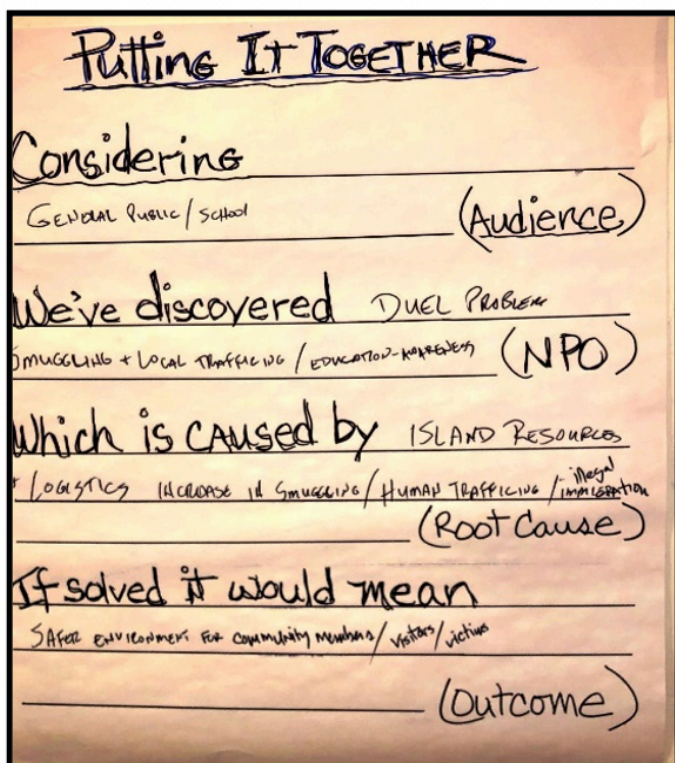 Putting It Together
Considering
General Public / School
(Audience)
We've discovered Duel Problem
Smuggling + Local Trafficing / Education-Awareness (NPO)
Which is caused by Island Resources
+ Logistics Increase in Smuggling / Human Trafficing / illegal immigration
(Root Cause)
If solved it would mean
Safer environment for community members / visitors / victims
(Outcome)